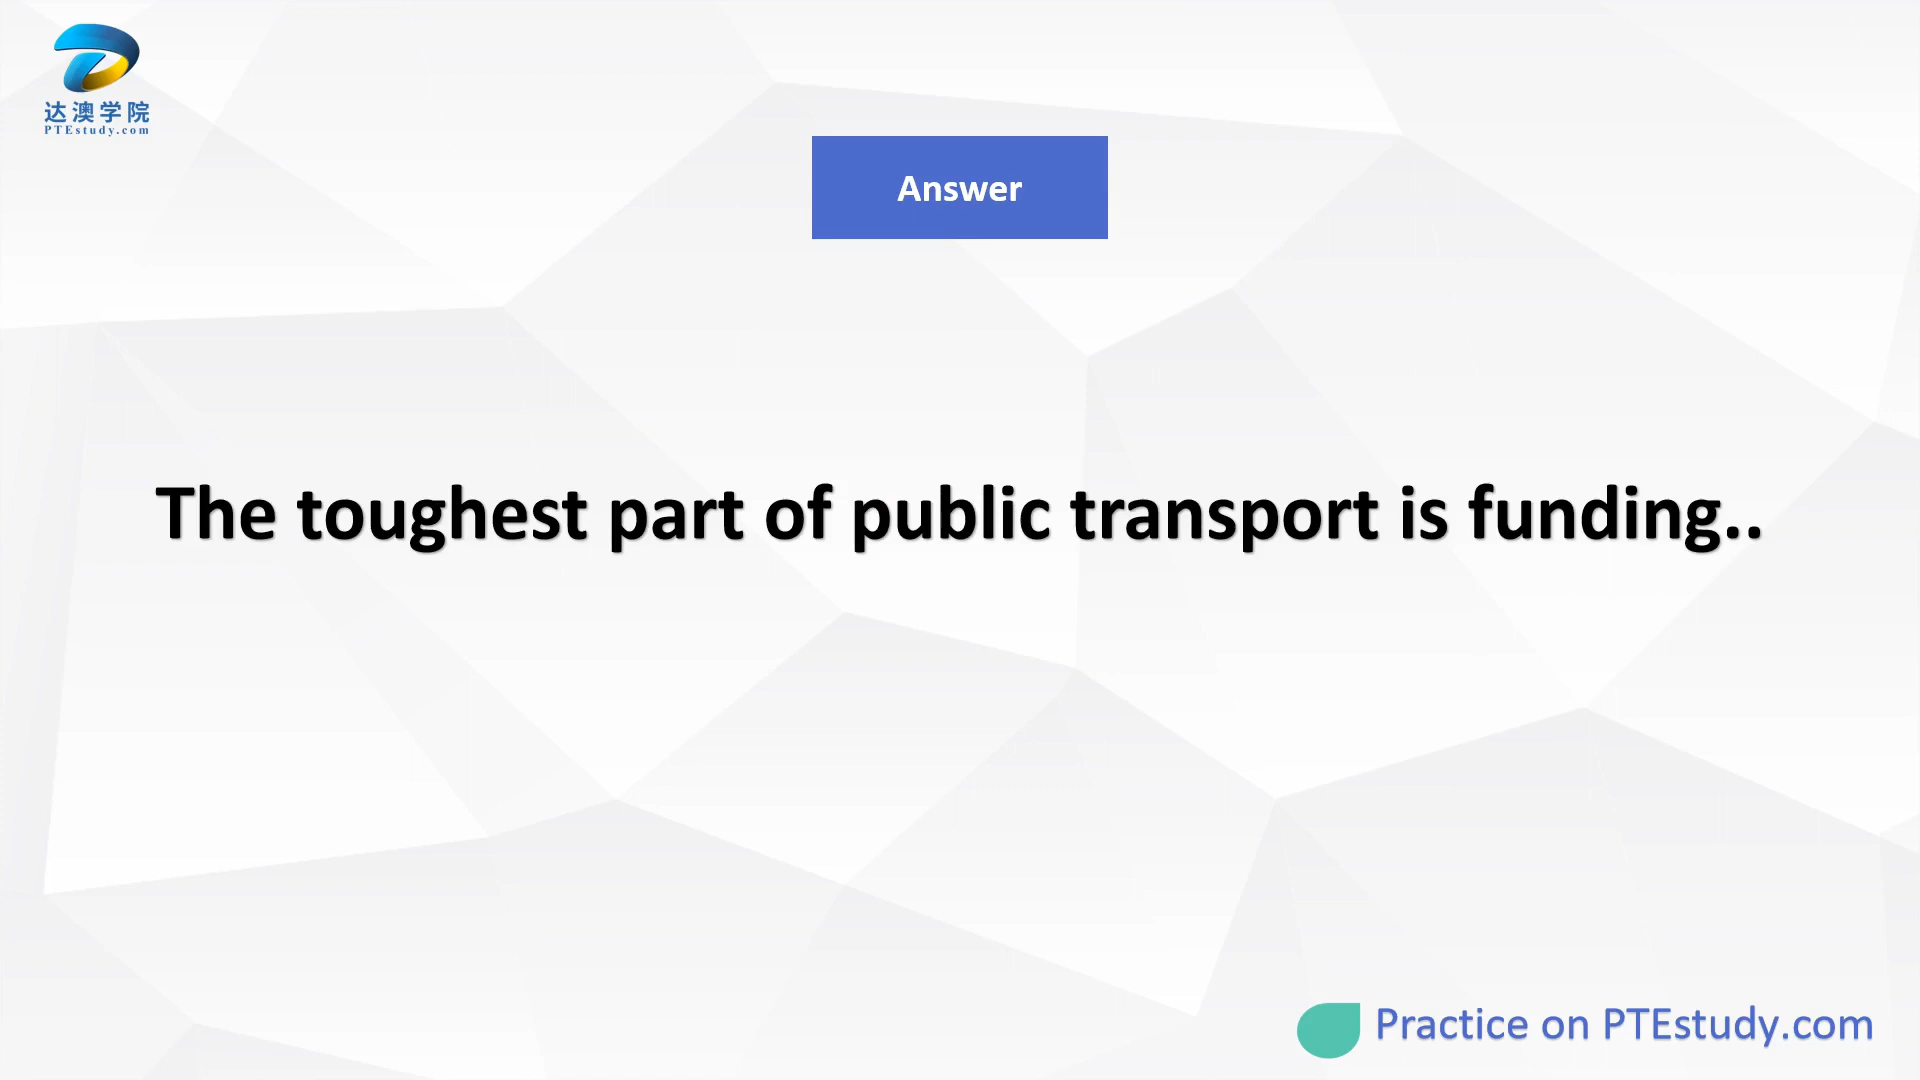 达澳学院
PTEstudy.com
Answer
The toughest part of public transport is funding..
Practice on PTEstudy.com